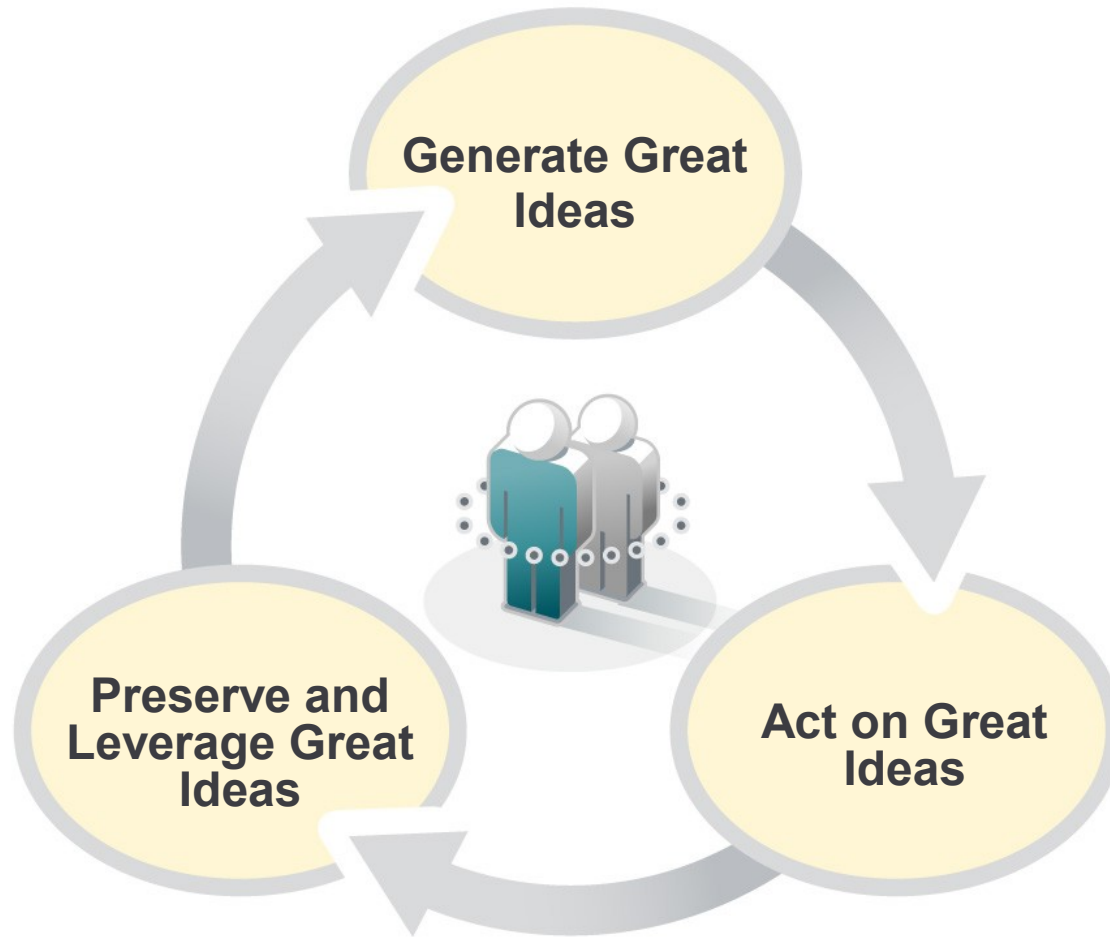 Generate Great
Ideas
Preserve and
Leverage Great
Ideas
Act on Great
Ideas